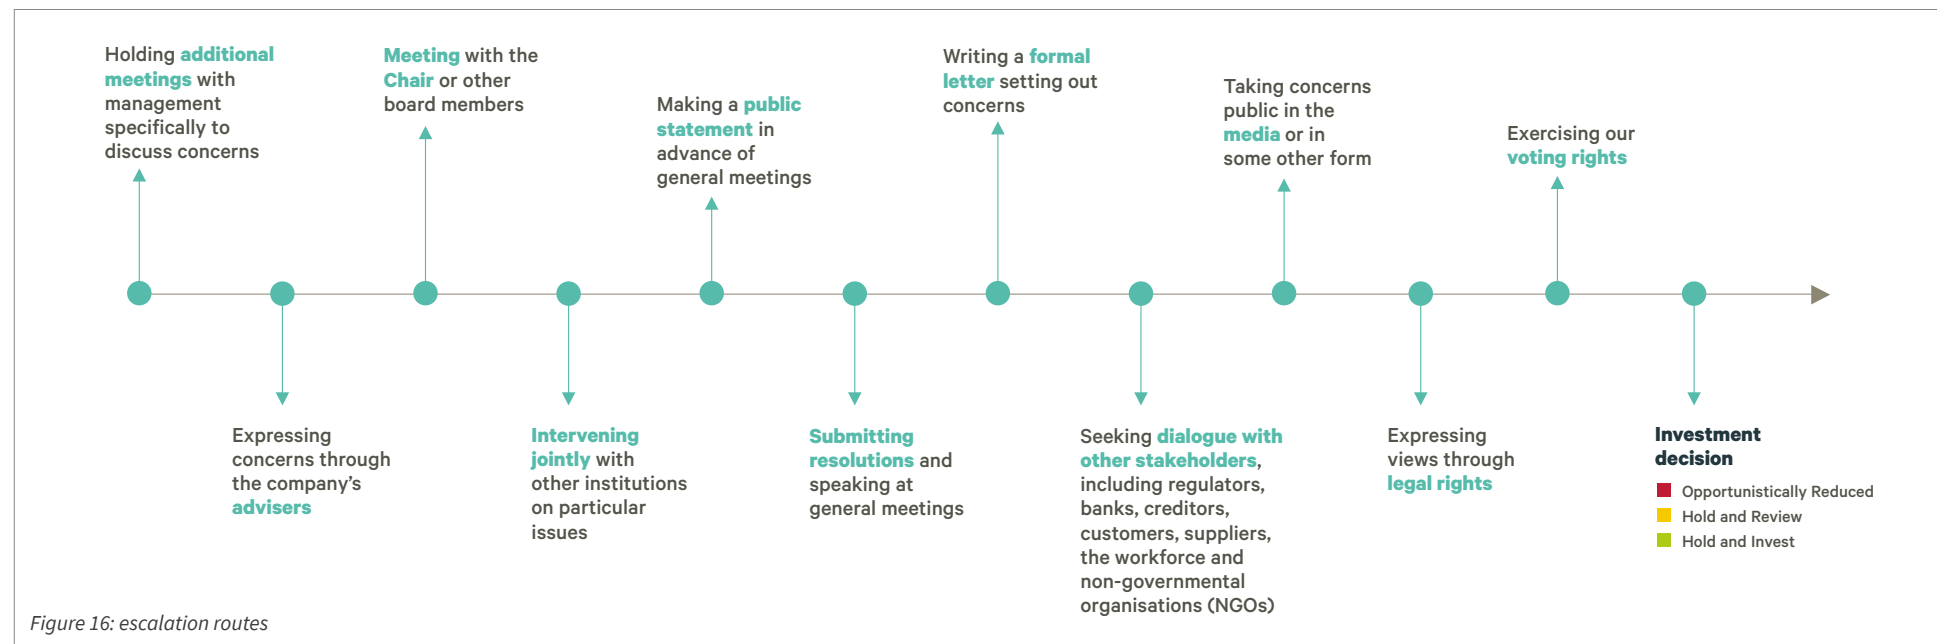 Holding additional
meetings with
management
specifically to
discuss concerns
Expressing
concerns through
the company's
advisers
Meeting with the
Chair or other
board members
Intervening
jointly with
other institutions
on particular
issues
Making a public
statement in
advance of
general meetings
Submitting
resolutions and
speaking at
general meetings
Writing a formal
letter setting out
concerns
Seeking dialogue with
other stakeholders,
including regulators,
banks, creditors,
customers, suppliers,
the workforce and
non-governmental
organisations (NGOs)
Taking concerns
public in the
media or in
some other form
Expressing
views through
legal rights
Exercising our
voting rights
Investment
decision
Opportunistically Reduced
Hold and Review
Hold and Invest
Figure 16: escalation routes